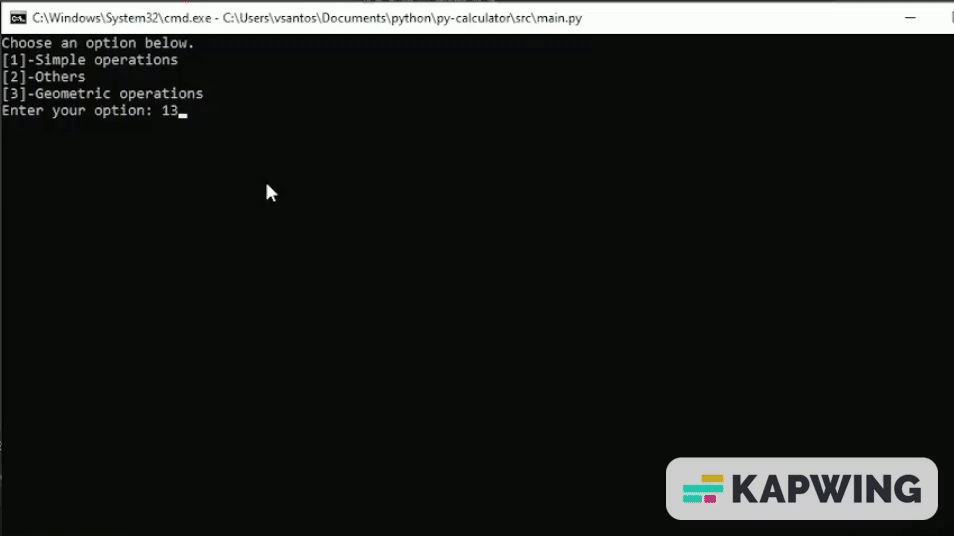 C:\Windows\System32\cmd.exe - C:\Users\vsantos\Documents\python\py-calculator\src\main.py
Choose an option below.
[1]-Simple operations
[2]-Others
[3]-Geometric operations
Enter your option: 13
KAPWING